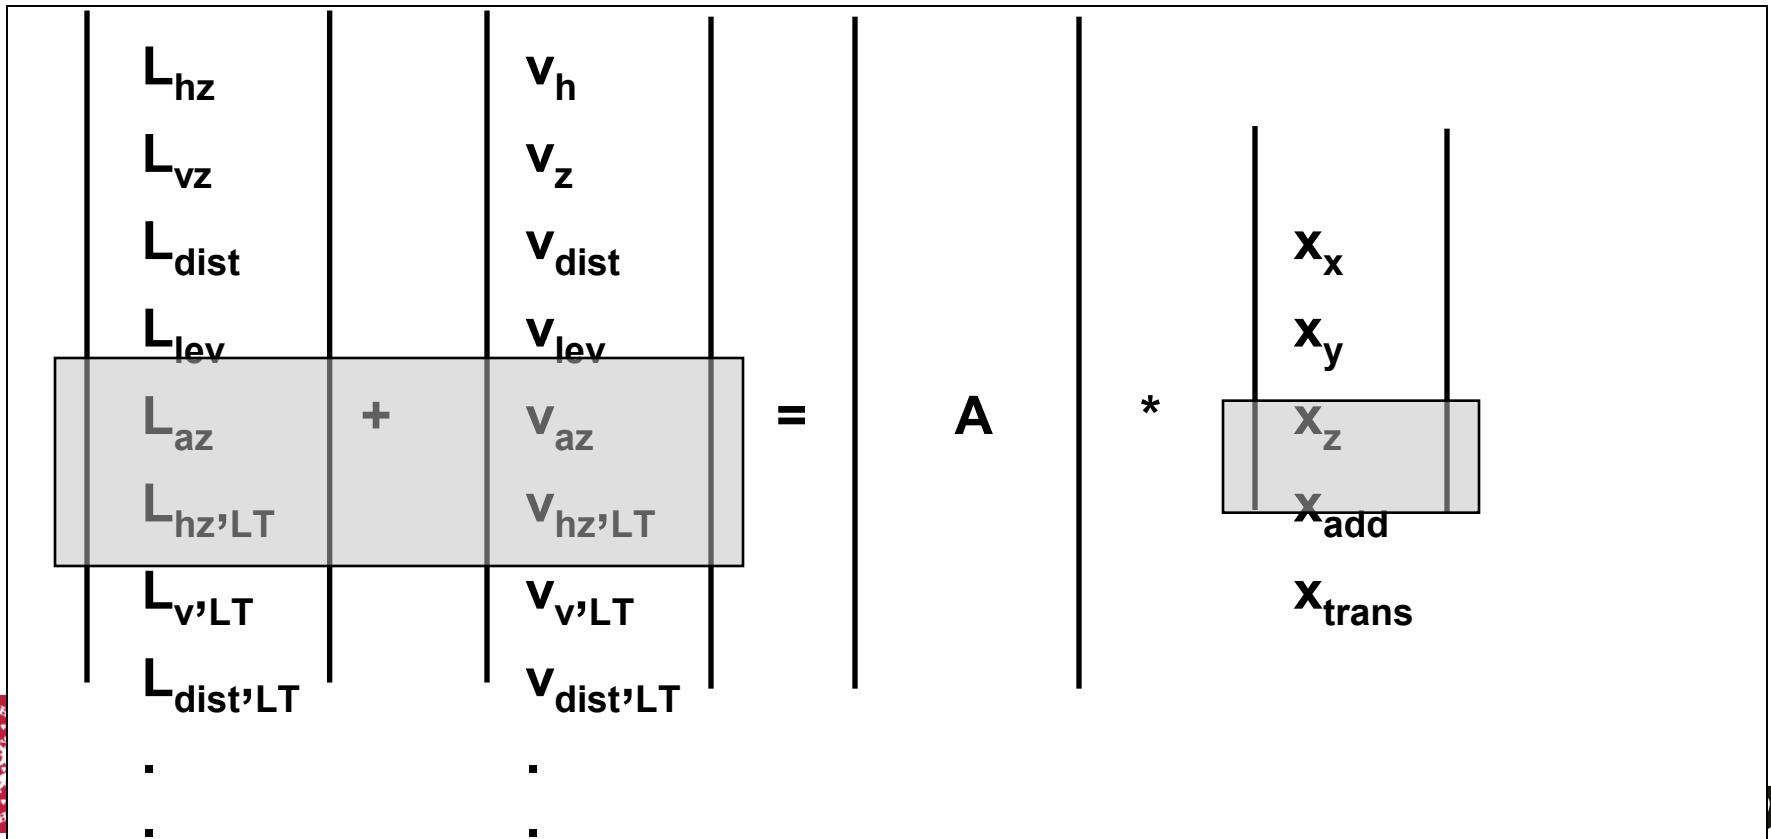 L_hz v_h
L_vz v_z
L_dist v_dist x_x
L_lev v_lev x_y
L_az + v_az = A * x_z
L_hz,LT v_hz,LT x_add
L_v,LT v_v,LT x_trans
L_dist,LT v_dist,LT
. .
. .